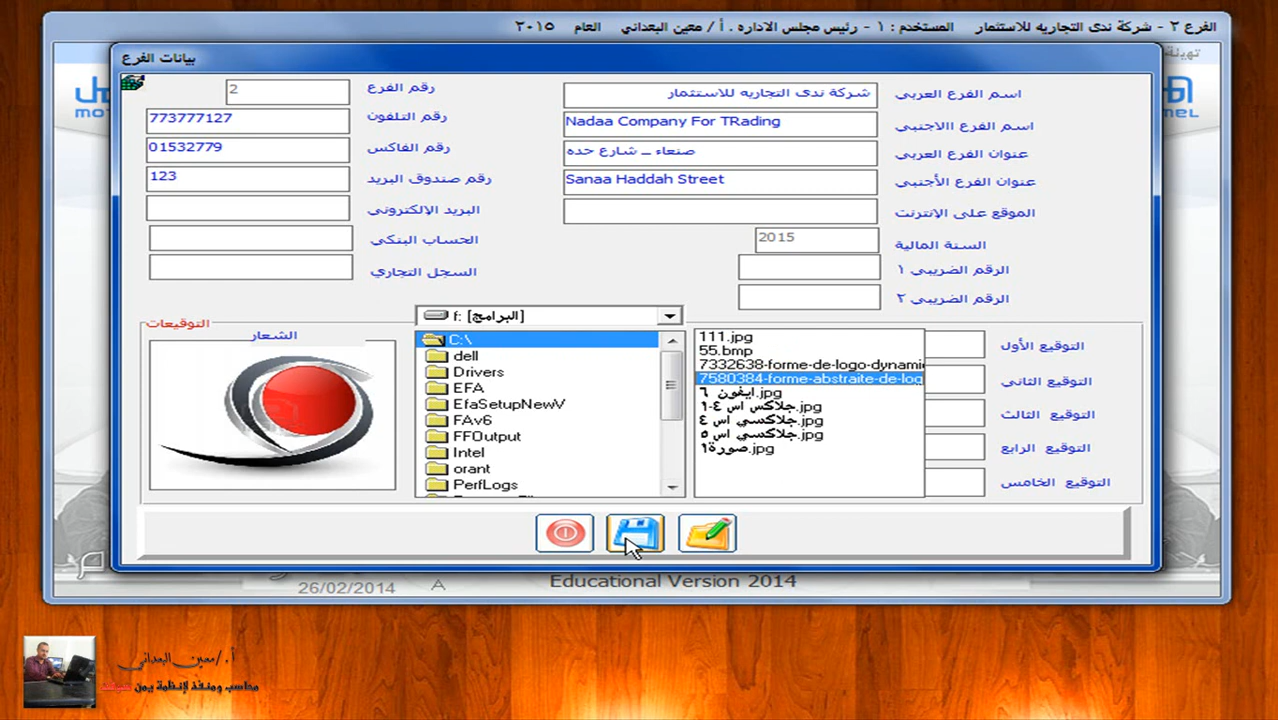 الفرع ٢ - شركة ندى التجاريه للاستثمار المستخدم : ١ - رئيس مجلس الاداره . أ / معين البعداني العام ٢٠١٥
تهيئة
بيانات الفرع
اسم الفرع العربي شركة ندى التجاريه للاستثمار
رقم الفرع 2
اسم الفرع الاجنبي Nadaa Company For TRading
رقم التلفون 773777127
عنوان الفرع العربي صنعاء – شارع حده
رقم الفاكس 01532779
عنوان الفرع الأجنبي Sanaa Haddah Street
رقم صندوق البريد 123
الموقع على الإنترنت
البريد الإلكتروني
السنة المالية 2015
الحساب البنكي
الرقم الضريبي ١
السجل التجاري
الرقم الضريبي ٢
التوقيعات
الشعار
f: [البرامج]
C:\
dell
Drivers
EFA
EfaSetupNewV
FAv6
FFOutput
Intel
orant
PerfLogs
111.jpg
55.bmp
7332638-forme-de-logo-dynami
7580384-forme-abstraite-de-log
ايفون ٦.jpg
جلاكس اس ٤-١.jpg
جلاكسي اس ٤.jpg
جلاكسي اس ٥.jpg
صورة٦.jpg
التوقيع الأول
التوقيع الثاني
التوقيع الثالث
التوقيع الرابع
التوقيع الخامس
26/02/2014 A Educational Version 2014
أ./معين البعداني
محاسب ومنفذ لإنظمة يمن سوفت